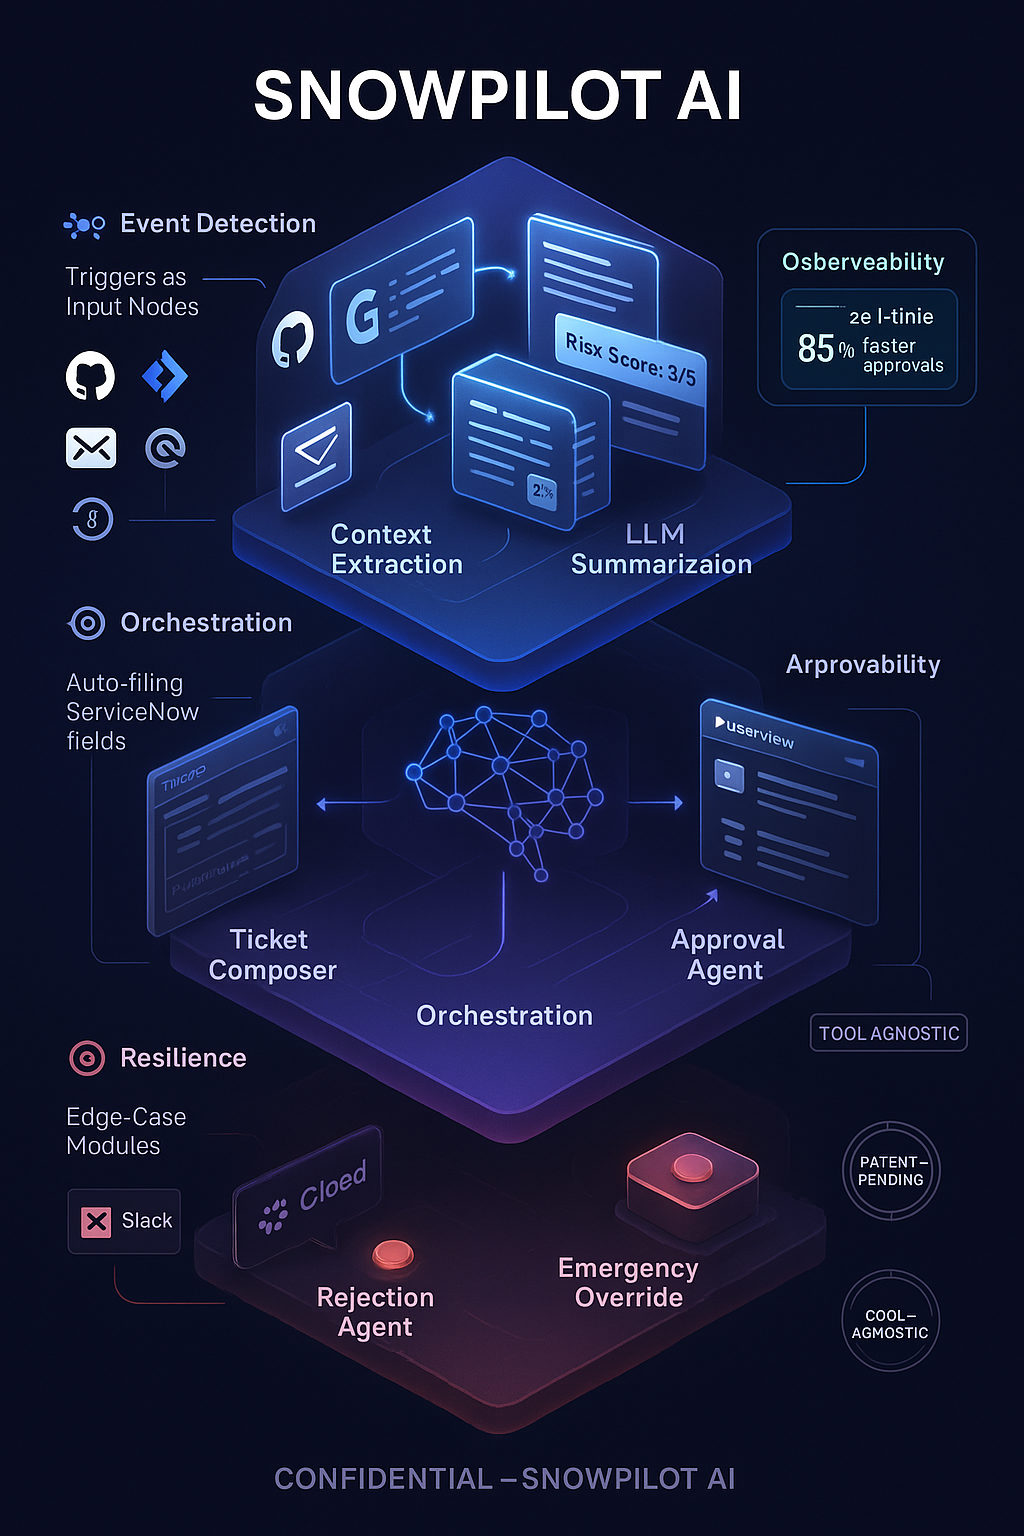 SNOWPILOT AI
Event Detection
Triggers as
Input Nodes
g
G
Risx Score: 3/5
Context
Extraction
LLM
Summarizaion
Osberveability
2e l-tinie
85% faster
approvals
Orchestration
Auto-filing
ServiceNow
fields
Arprovability
userview
Ticket
Composer
Approval
Agent
Orchestration
TOOL AGNOSTIC
Resilience
Edge-Case
Modules
Slack
Cloed
Rejection
Agent
Emergency
Override
PATENT–
PENDING
COOL–
AGMOSTIC
CONFIDENTIAL – SNOWPILOT AI